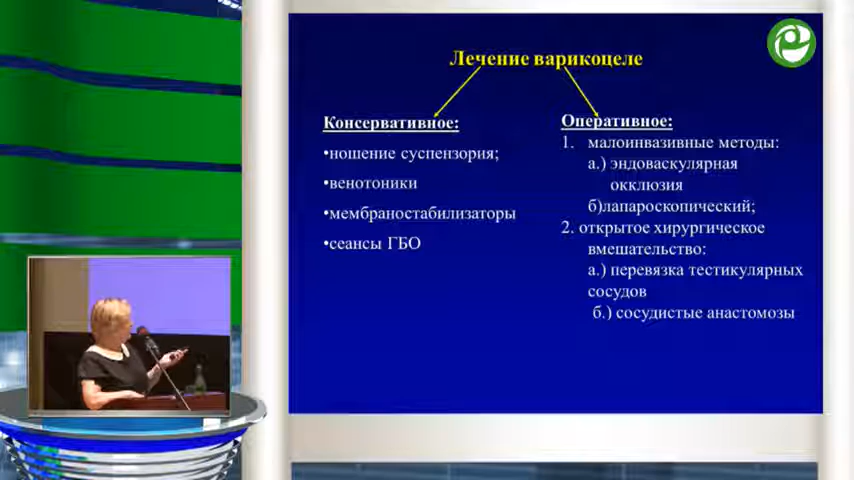 Лечение варикоцеле
Консервативное:
•ношение суспензория;
•венотоники
•мембраностабилизаторы
•сеансы ГБО
Оперативное:
1. малоинвазивные методы:
а.) эндоваскулярная
окклюзия
б)лапароскопический;
2. открытое хирургическое
вмешательство:
а.) перевязка тестикулярных
сосудов
б.) сосудистые анастомозы